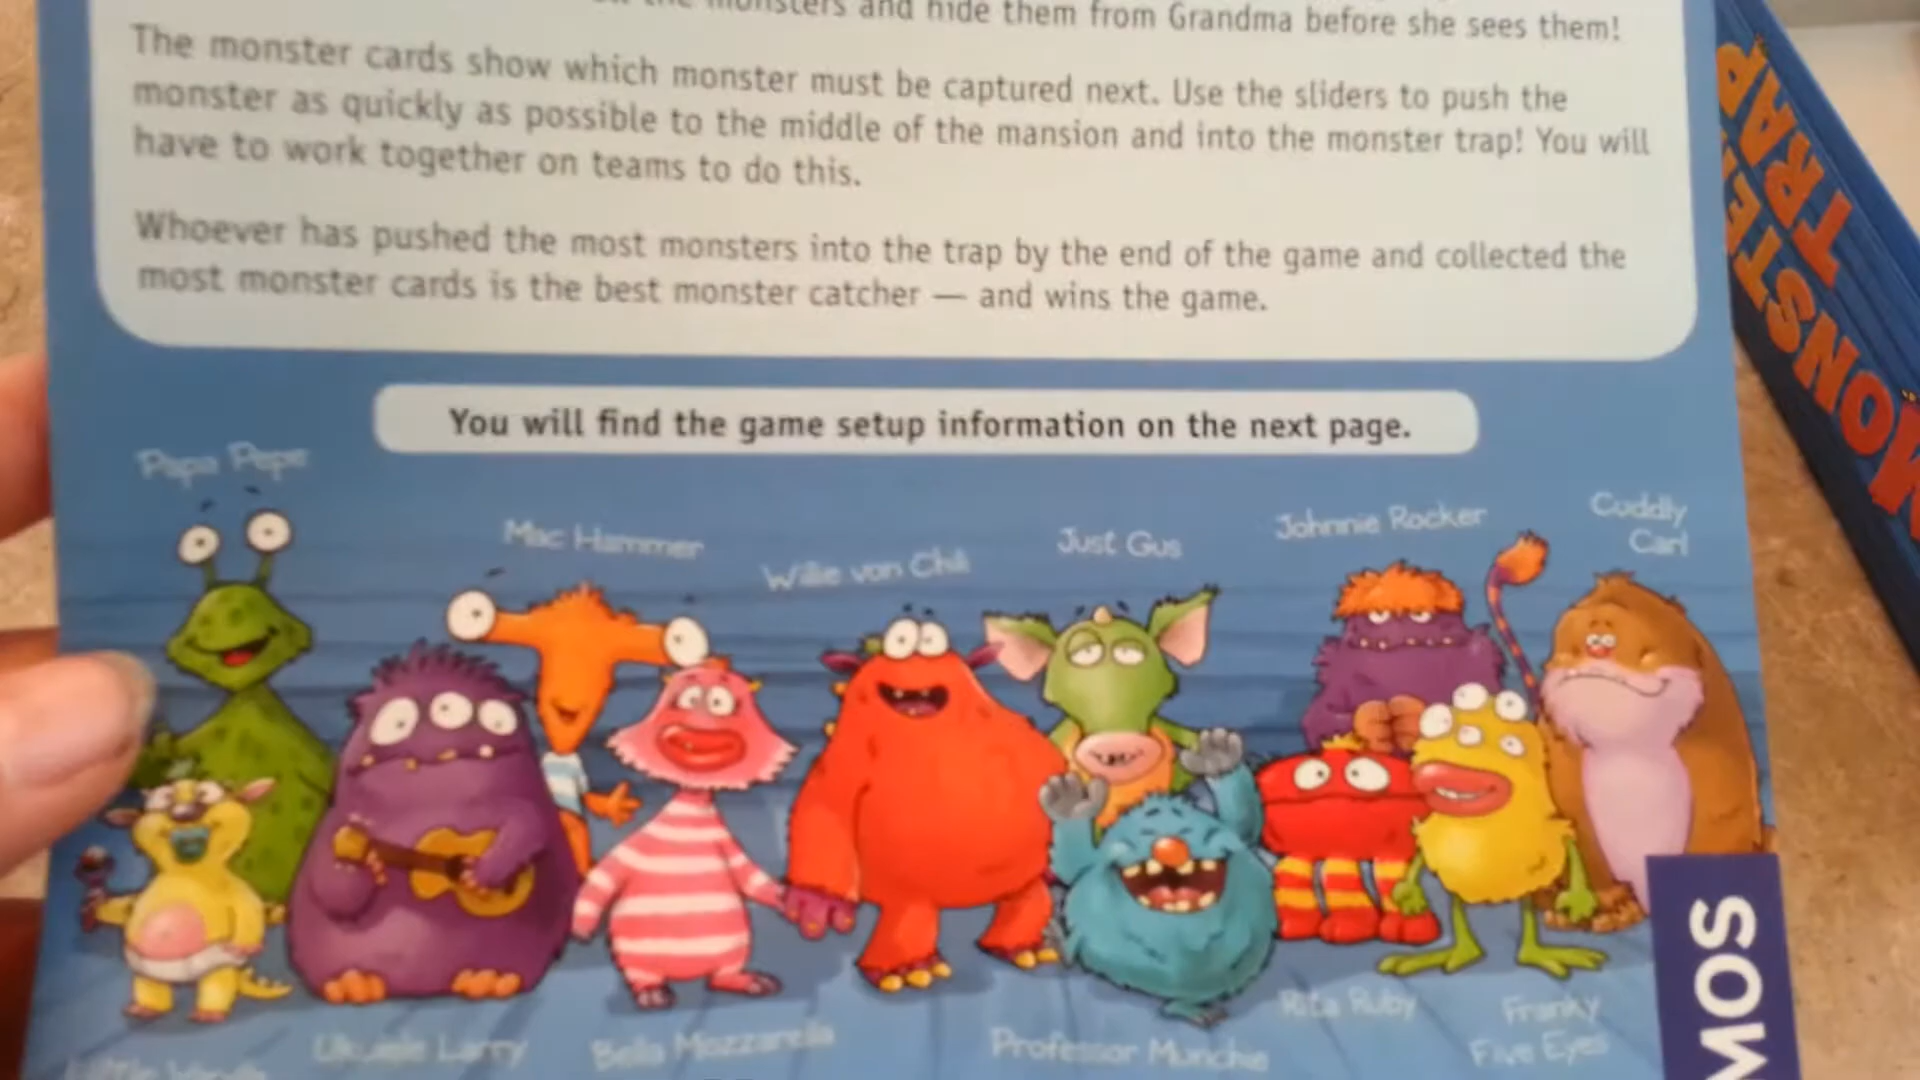 monsters and hide them from Grandma before she sees them!
The monster cards show which monster must be captured next. Use the sliders to push the
monster as quickly as possible to the middle of the mansion and into the monster trap! You will
have to work together on teams to do this.
Whoever has pushed the most monsters into the trap by the end of the game and collected the
most monster cards is the best monster catcher — and wins the game.
You will find the game setup information on the next page.
Papa Pepe
Mac Hammer
Willie von Chili
Just Gus
Johnnie Rocker
Cuddly
Carl
Ukulele Larry
Bella Mozzarella
Professor Munchie
Rita Ruby
Franky
Five Eyes
MOS
MONSTER
TRAP